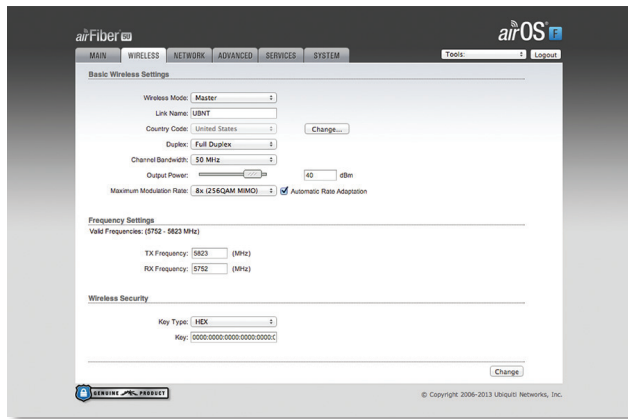 airFiber 5U
airOS F
MAIN WIRELESS NETWORK ADVANCED SERVICES SYSTEM Tools: Logout
Basic Wireless Settings
Wireless Mode: Master
Link Name: UBNT
Country Code: United States Change...
Duplex: Full Duplex
Channel Bandwidth: 50 MHz
Output Power: 40 dBm
Maximum Modulation Rate: 8x (256QAM MIMO) Automatic Rate Adaptation
Frequency Settings
Valid Frequencies: (5752 - 5823 MHz)
TX Frequency: 5823 (MHz)
RX Frequency: 5752 (MHz)
Wireless Security
Key Type: HEX
Key: 0000:0000:0000:0000:0000:0
Change
GENUINE PRODUCT
© Copyright 2006-2013 Ubiquiti Networks, Inc.